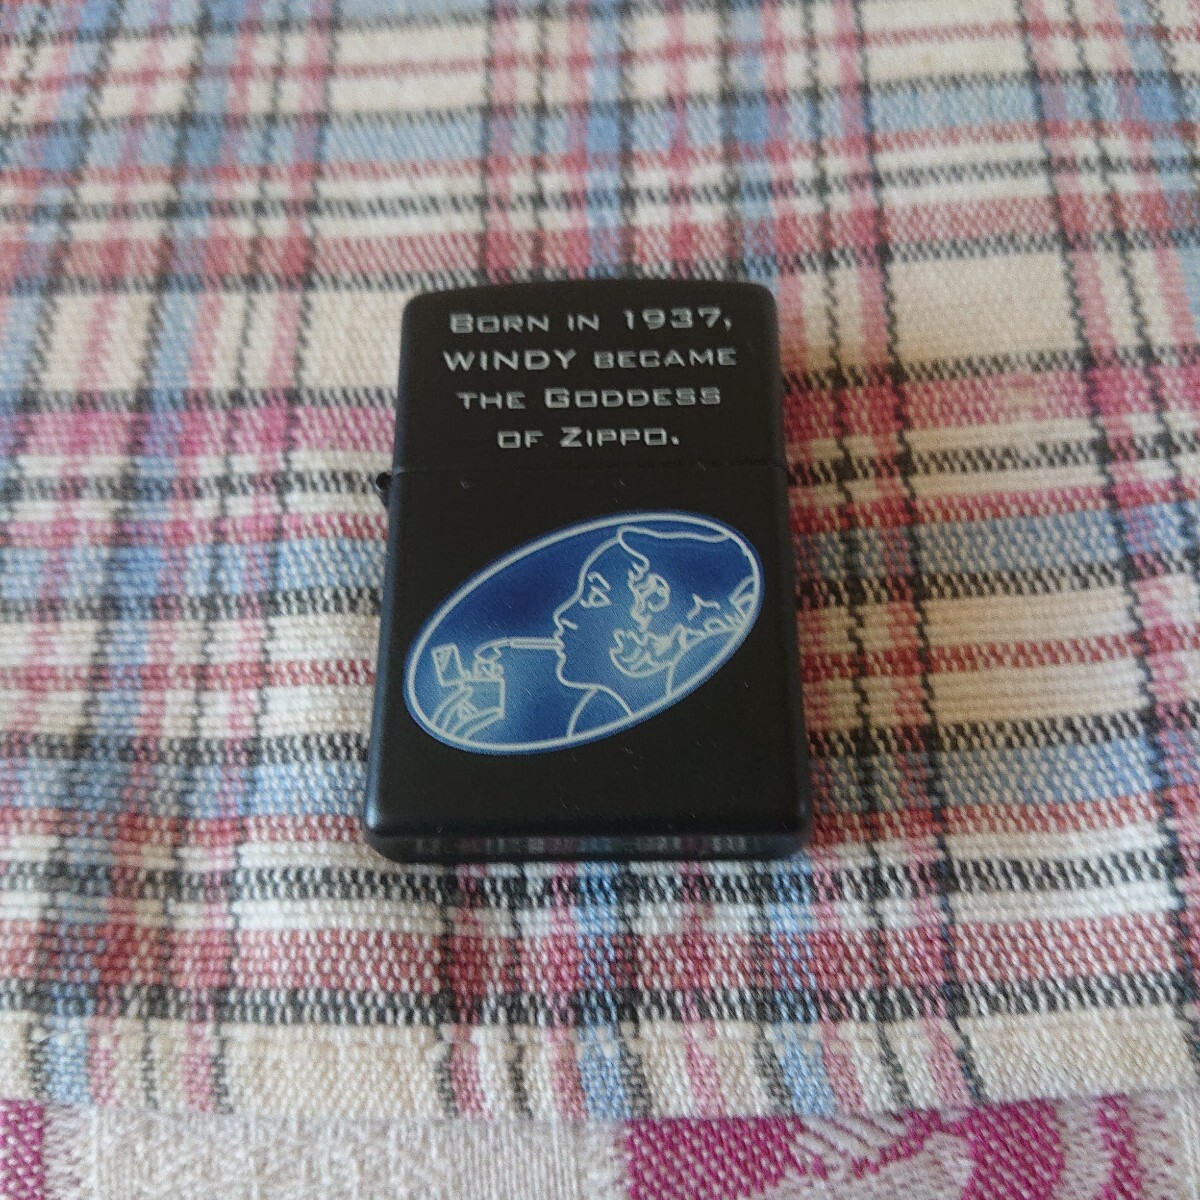 Born in 1937,
WINDY became
the Goddess
of Zippo.